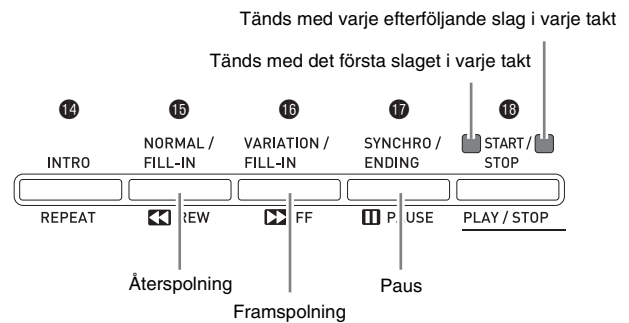 Tänds med varje efterföljande slag i varje takt
Tänds med det första slaget i varje takt
14 15 16 17 18
INTRO
NORMAL /
FILL-IN
VARIATION /
FILL-IN
SYNCHRO /
ENDING
START /
STOP
REPEAT
REW
FF
PAUSE
PLAY / STOP
Återspolning
Framspolning
Paus